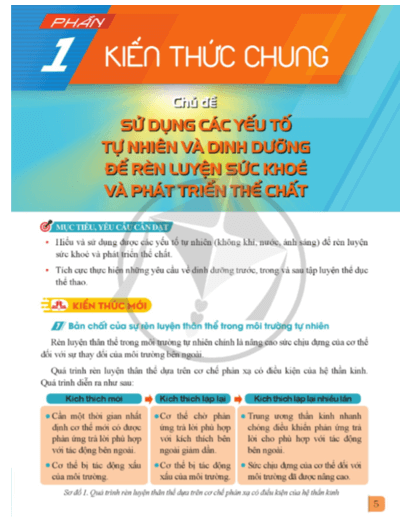 PHẦN
1 KIẾN THỨC CHUNG
Chủ đề
SỬ DỤNG CÁC YẾU TỐ
TỰ NHIÊN VÀ DINH DƯỠNG
ĐỂ RÈN LUYỆN SỨC KHOẺ
VÀ PHÁT TRIỂN THỂ CHẤT
MỤC TIÊU, YÊU CẦU CẦN ĐẠT
• Hiểu và sử dụng được các yếu tố tự nhiên (không khí, nước, ánh sáng) để rèn luyện
sức khoẻ và phát triển thể chất.
• Tích cực thực hiện những yêu cầu về dinh dưỡng trước, trong và sau tập luyện thể dục
thể thao.
KIẾN THỨC MỚI
1 Bản chất của sự rèn luyện thân thể trong môi trường tự nhiên
Rèn luyện thân thể trong môi trường tự nhiên chính là nâng cao sức chịu đựng của cơ thể
đối với sự thay đổi của môi trường bên ngoài.
Quá trình rèn luyện thân thể dựa trên cơ chế phản xạ có điều kiện của hệ thần kinh.
Quá trình diễn ra như sau:
Kích thích mới
• Cần một thời gian nhất
định cơ thể mới có được
phản ứng trả lời phù hợp
với tác động bên ngoài.
• Cơ thể bị tác động xấu
của môi trường.
Kích thích lặp lại
• Cơ thể chờ phản
ứng trả lời phù hợp
với kích thích bên
ngoài giảm dần.
• Cơ thể bị tác động
xấu của môi trường.
Kích thích lặp lại nhiều lần
• Trung ương thần kinh nhanh
chóng điều khiển phản ứng trả
lời cho phù hợp với tác động
bên ngoài.
• Sức chịu đựng của cơ thể đối với
môi trường đã được nâng cao.
Sơ đồ 1. Quá trình rèn luyện thân thể dựa trên cơ chế phản xạ có điều kiện của hệ thần kinh
5